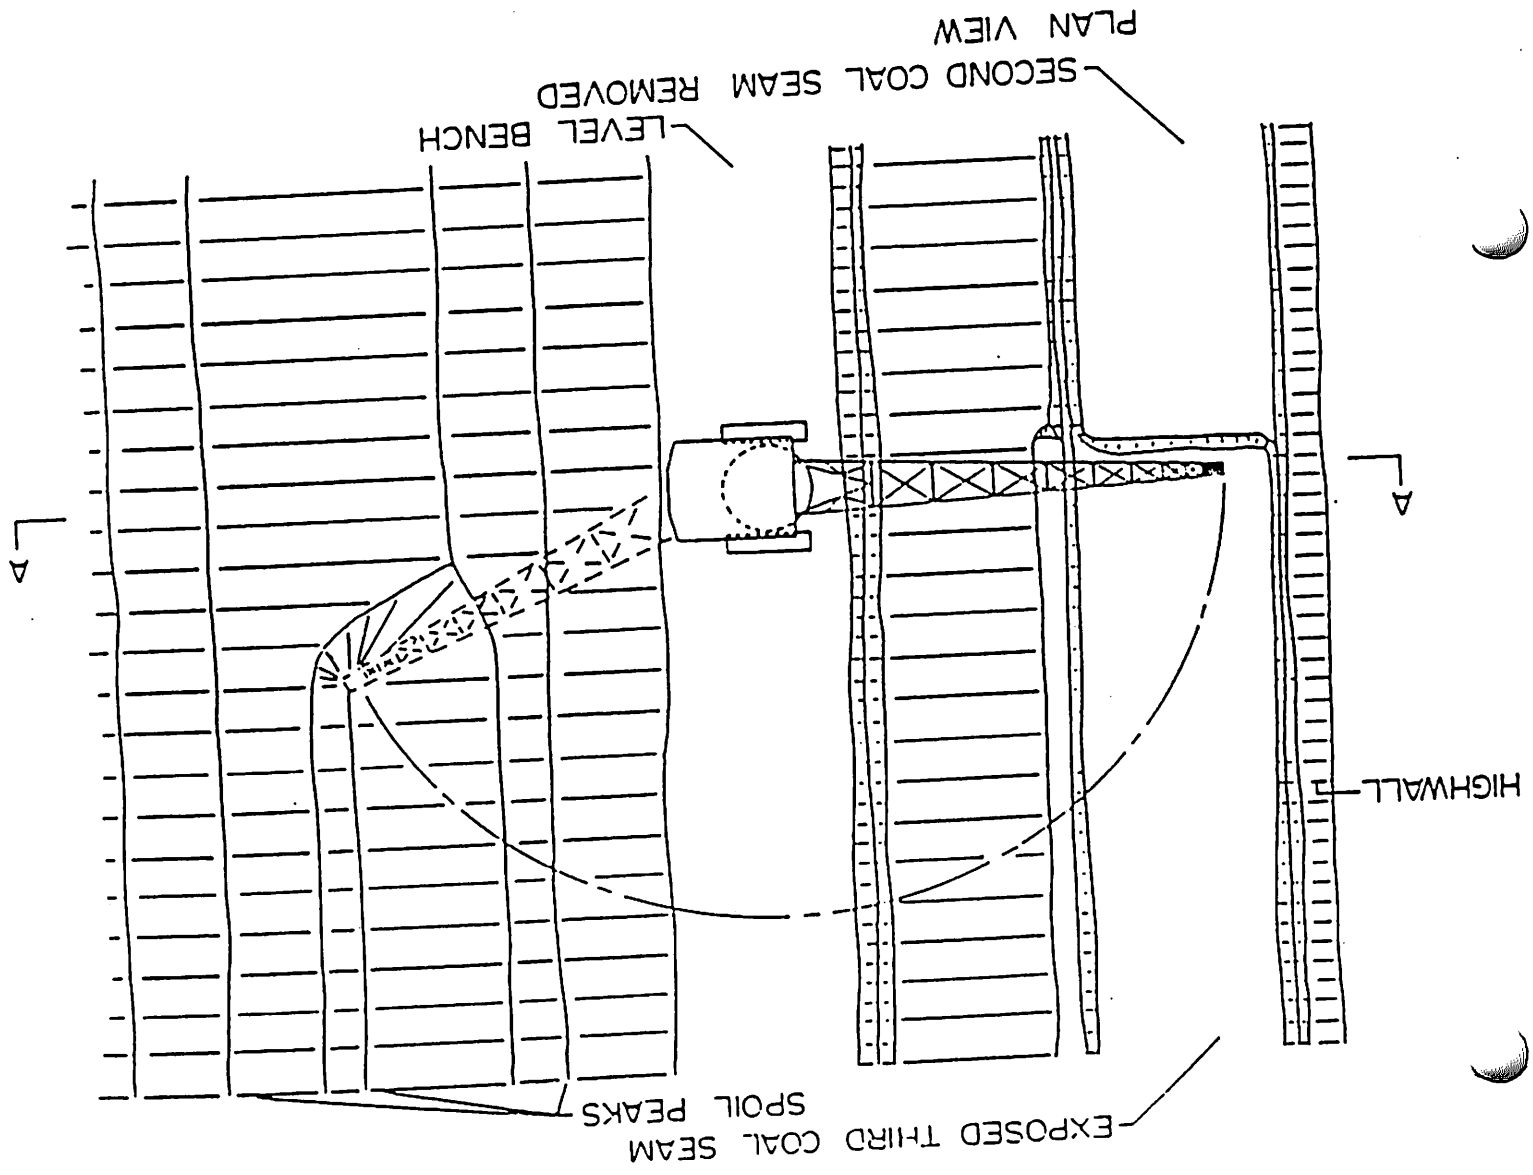 EXPOSED THIRD COAL SEAM
SPOIL PEAKS
HIGHWALL
A
A
LEVEL BENCH
SECOND COAL SEAM REMOVED
PLAN VIEW